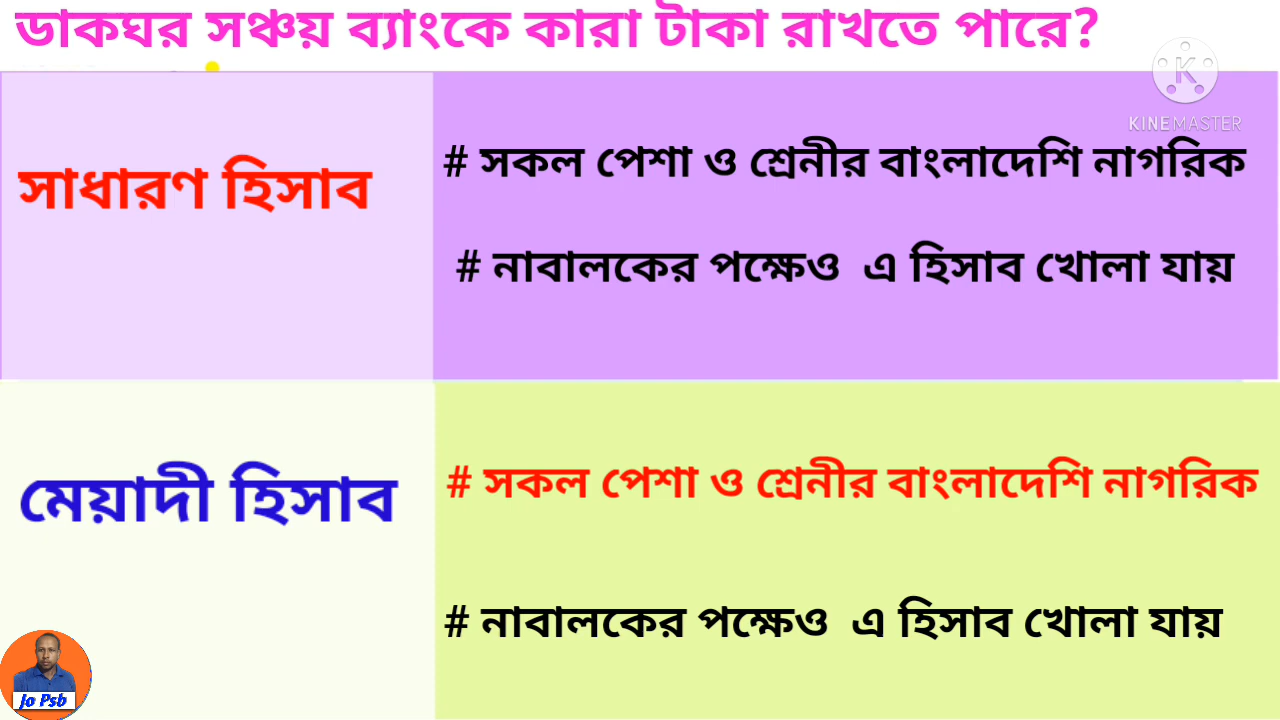 ডাকঘর সঞ্চয় ব্যাংকে কারা টাকা রাখতে পারে?
KINEMASTER
সাধারণ হিসাব
# সকল পেশা ও শ্রেনীর বাংলাদেশি নাগরিক
# নাবালকের পক্ষেও এ হিসাব খোলা যায়
মেয়াদী হিসাব
# সকল পেশা ও শ্রেনীর বাংলাদেশি নাগরিক
# নাবালকের পক্ষেও এ হিসাব খোলা যায়
Jo Psb